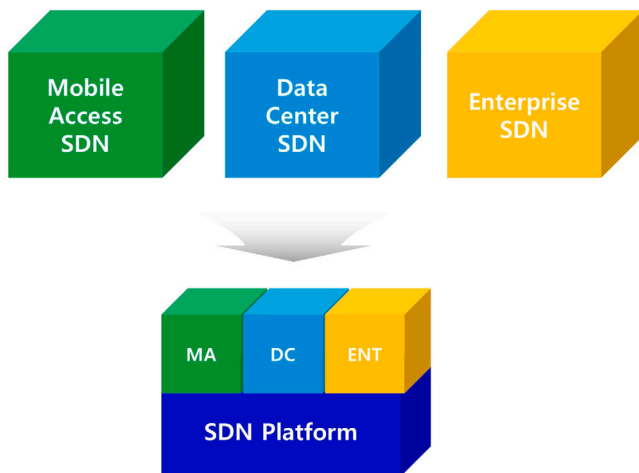 Mobile
Access
SDN
Data
Center
SDN
Enterprise
SDN
MA
DC
ENT
SDN Platform